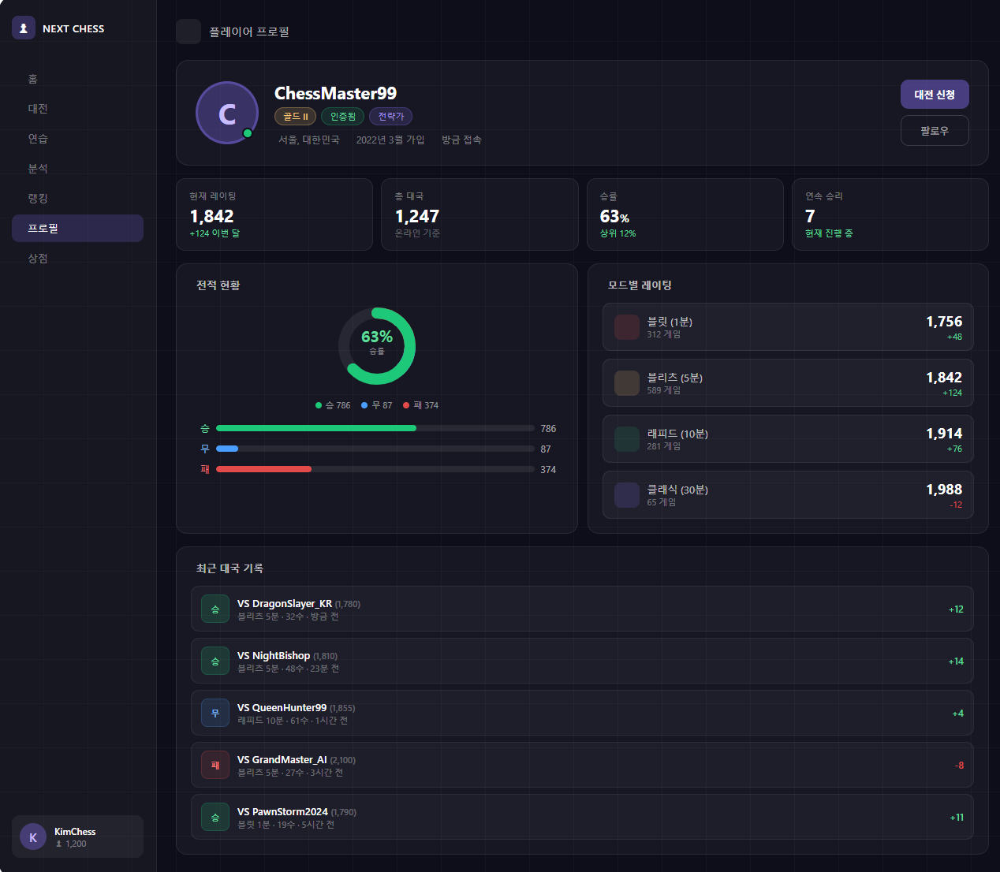 NEXT CHESS
홈
대전
연습
분석
랭킹
프로필
상점
KimChess
1,200
플레이어 프로필
C
ChessMaster99
골드 II 인증됨 전략가
서울, 대한민국 2022년 3월 가입 방금 접속
대전 신청
팔로우
현재 레이팅
1,842
+124 이번 달
총 대국
1,247
온라인 기준
승률
63%
상위 12%
연속 승리
7
현재 진행 중
전적 현황
63%
승률
승 786 무 87 패 374
승 786
무 87
패 374
모드별 레이팅
블릿 (1분) 1,756
312 게임 +48
블리츠 (5분) 1,842
589 게임 +124
래피드 (10분) 1,914
281 게임 +76
클래식 (30분) 1,988
65 게임 -12
최근 대국 기록
승 VS DragonSlayer_KR (1,780) +12
블리츠 5분 · 32수 · 방금 전
승 VS NightBishop (1,810) +14
블리츠 5분 · 48수 · 23분 전
무 VS QueenHunter99 (1,855) +4
래피드 10분 · 61수 · 1시간 전
패 VS GrandMaster_AI (2,100) -8
블리츠 5분 · 27수 · 3시간 전
승 VS PawnStorm2024 (1,790) +11
블릿 1분 · 19수 · 5시간 전
K